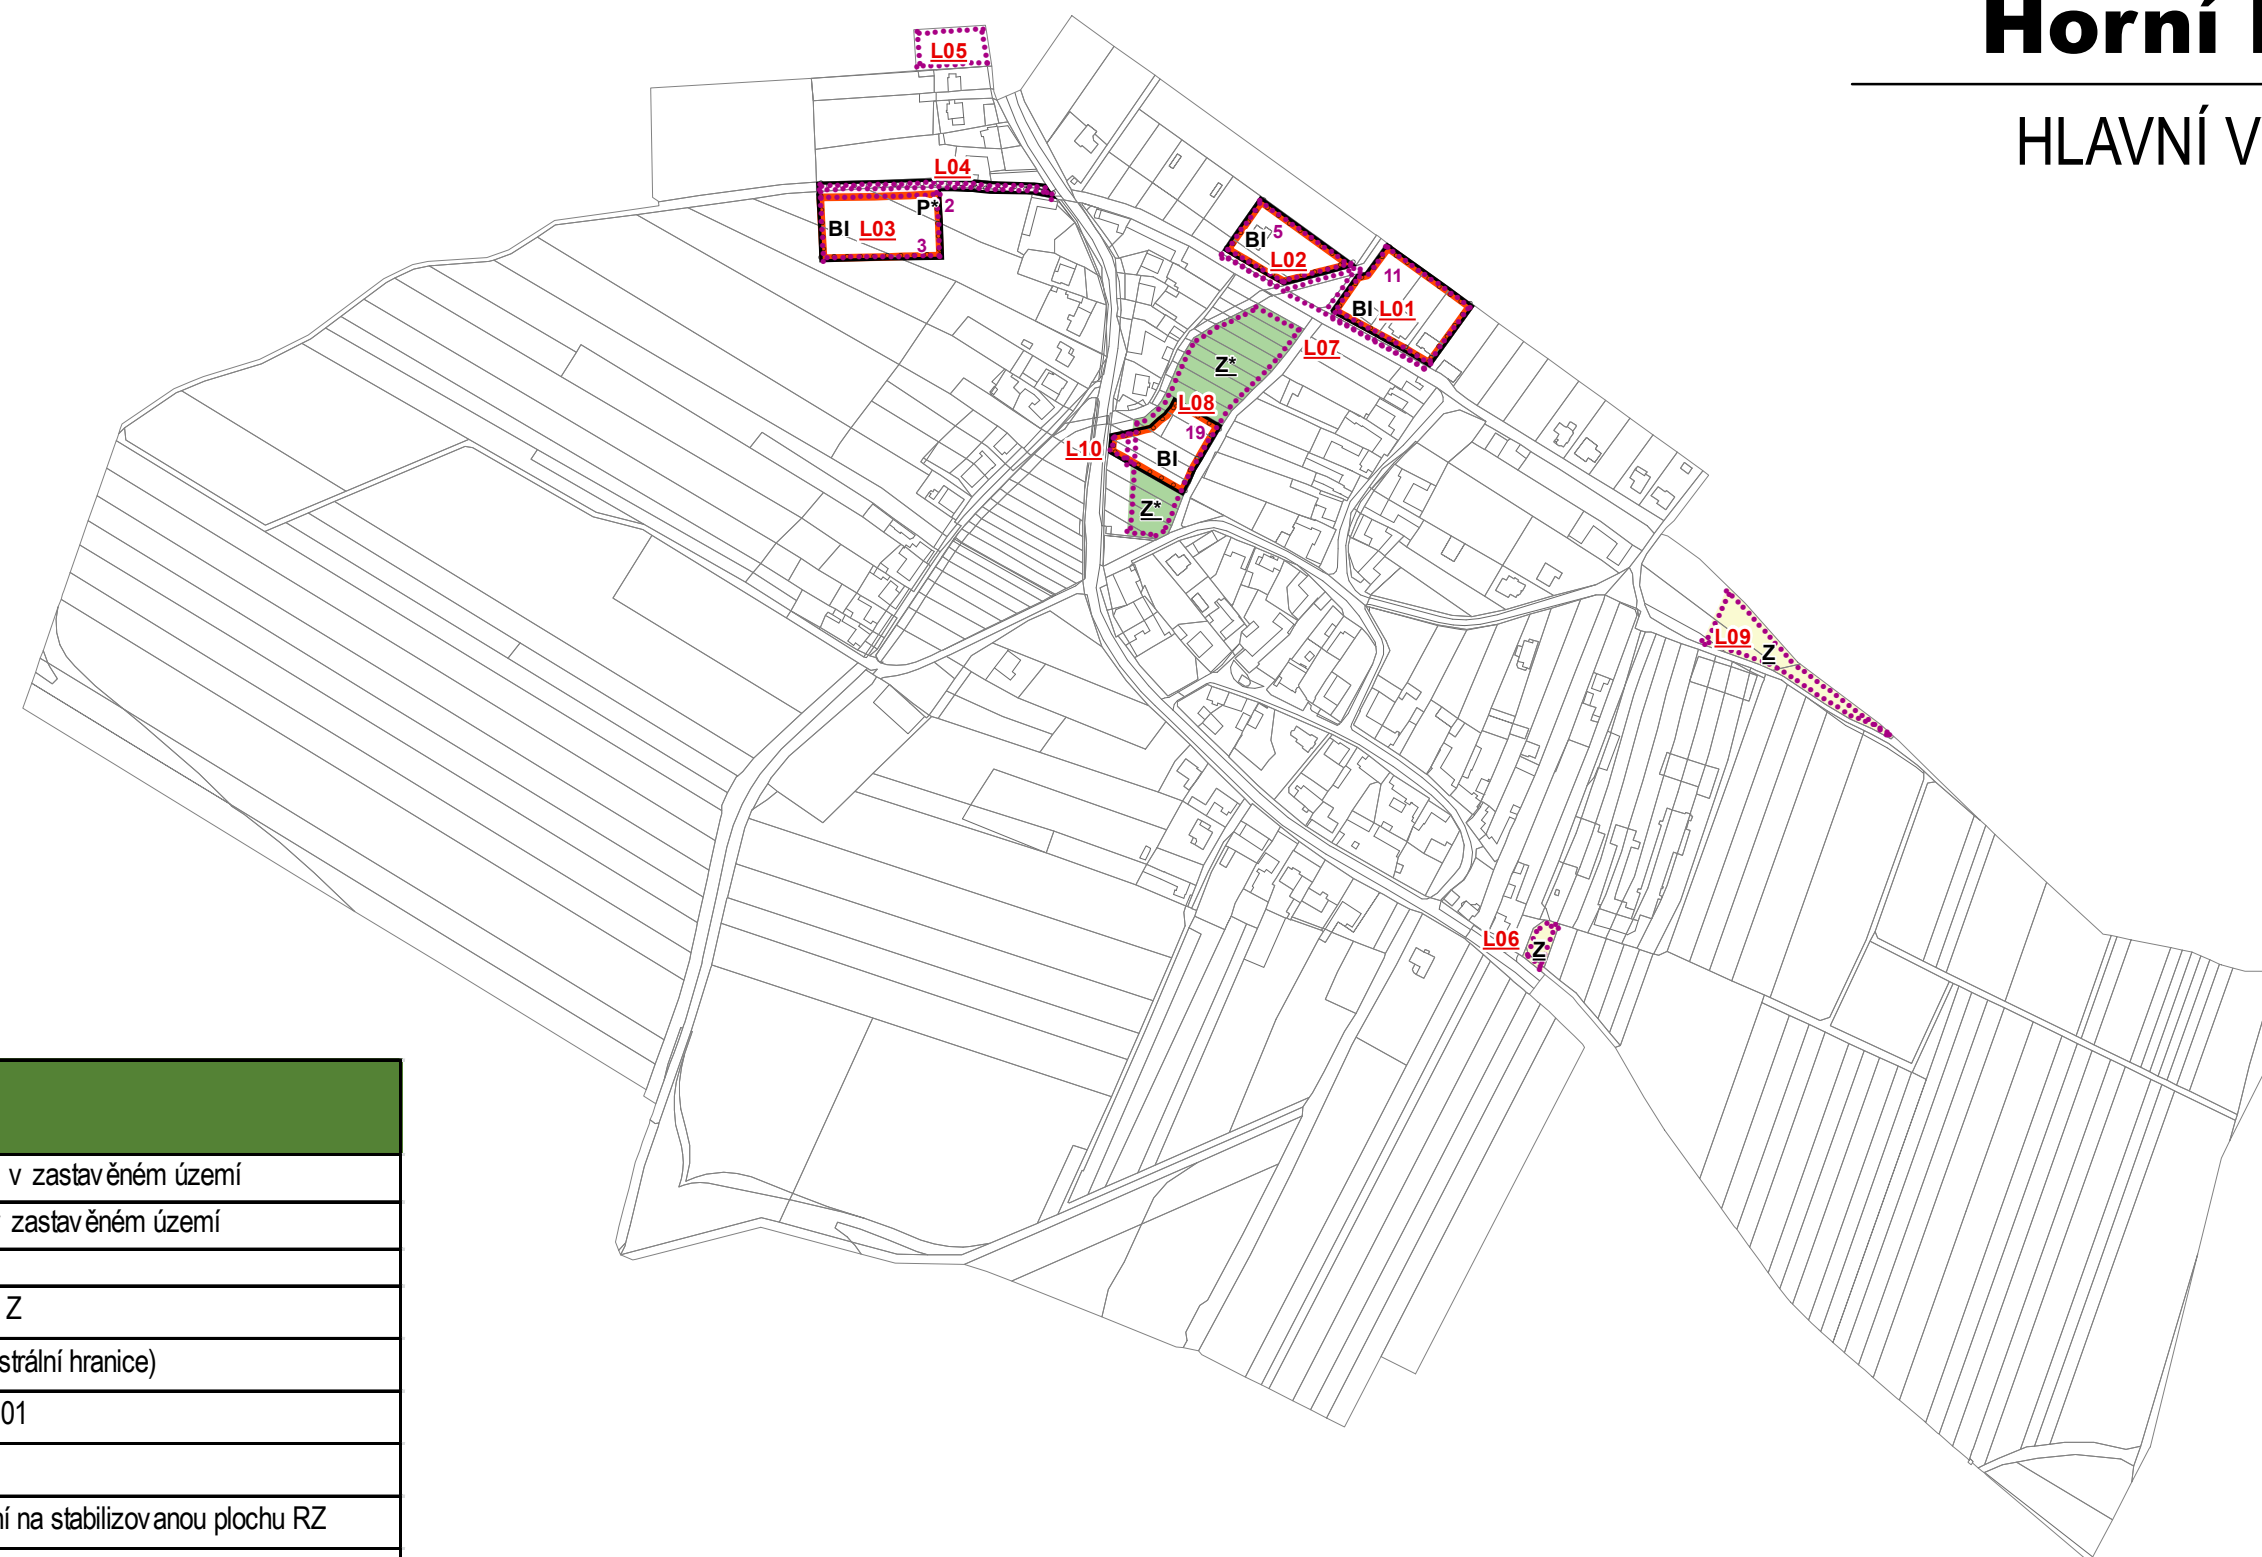 Horní
HLAVNÍ V
L05
L04
P* 2
BI L03
3
BI 5
L02
11
BI L01
L07
Z*
L08
19
L10
BI
Z*
L09
Z
L06
Z
v zastavěném území
zastavěném území
Z
strální hranice)
01
ní na stabilizovanou plochu RZ